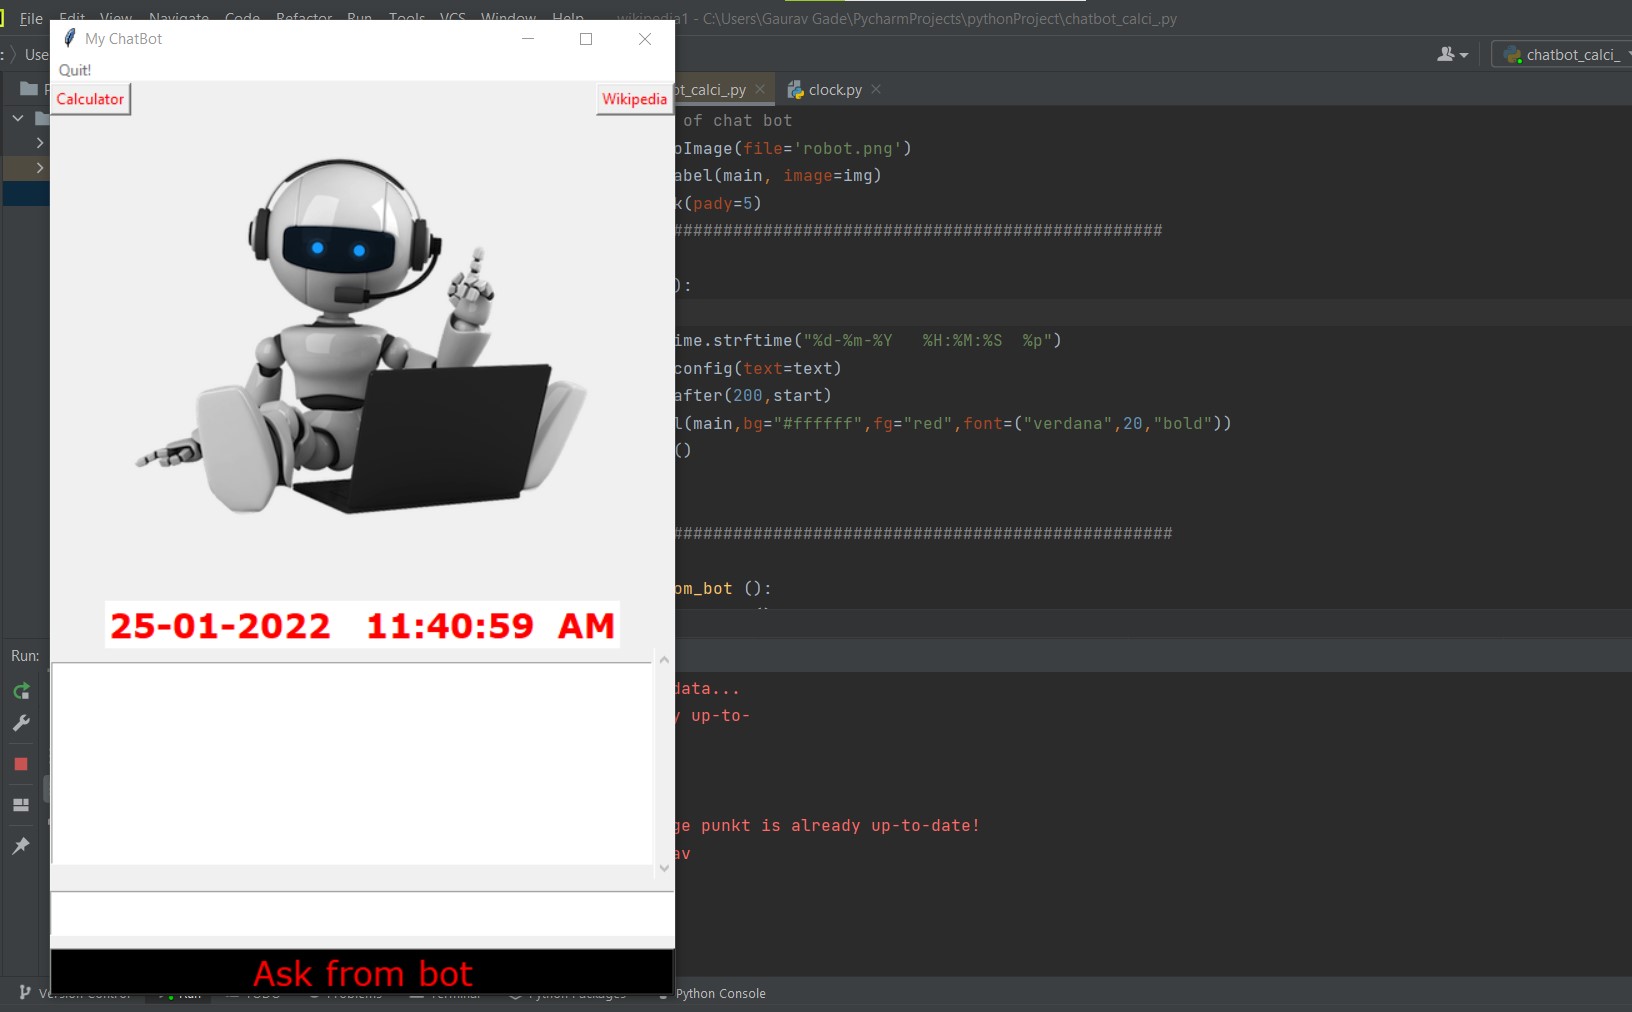 File Edit View Navigate Code Refactor Run Tools VCS Window Help wikipedia1 - C:\Users\Gaurav Gade\PycharmProjects\pythonProject\chatbot_calci_.py
My ChatBot
Use
chatbot_calci_
Quit!
Calculator
Wikipedia
ot_calci_.py
clock.py
of chat bot
oImage(file='robot.png')
abel(main, image=img)
k(pady=5)
#################################################
):
ime.strftime("%d-%m-%Y   %H:%M:%S  %p")
config(text=text)
after(200,start)
l(main,bg="#ffffff",fg="red",font=("verdana",20,"bold"))
()
##################################################
om_bot ():
25-01-2022   11:40:59  AM
Run:
data...
y up-to-
ge punkt is already up-to-date!
av
Ask from bot
Version Control Run TODO Problems Terminal Python Packages Python Console